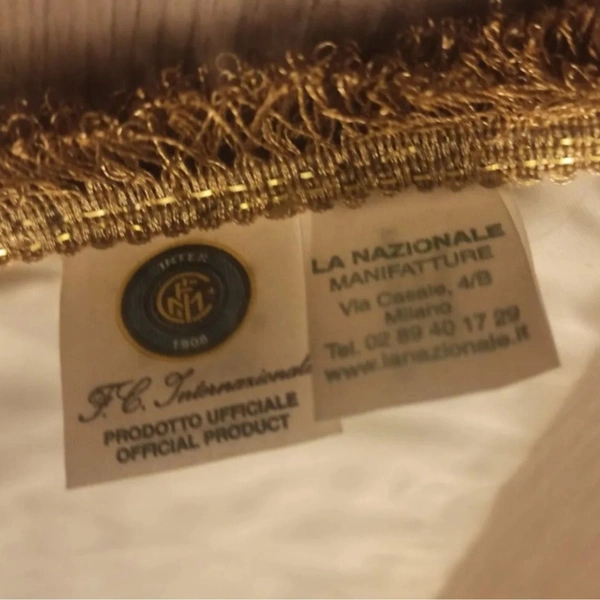 INTER
1908
F.C. Internazionale
PRODOTTO UFFICIALE
OFFICIAL PRODUCT
LA NAZIONALE
MANIFATTURE
Via Casale, 4/B
Milano
Tel. 02 89 40 17 29
www.lanazionale.it